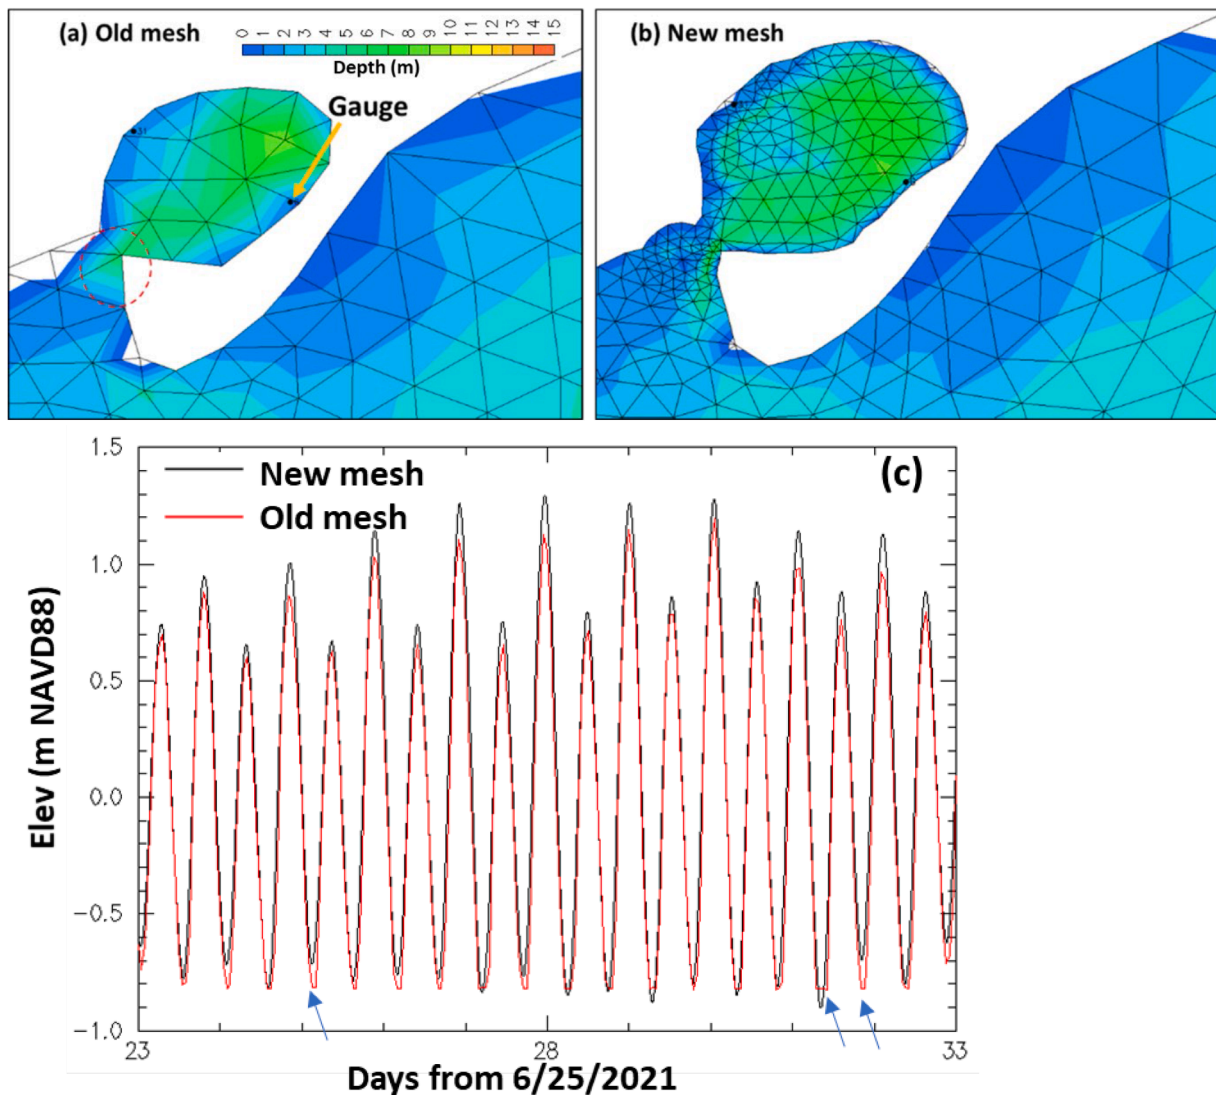 (a) Old mesh
0 1 2 3 4 5 6 7 8 9 10 11 12 13 14 15
Depth (m)
Gauge
(b) New mesh
(c)
New mesh
Old mesh
1.5
1.0
0.5
0.0
−0.5
−1.0
Elev (m NAVD88)
23 28 33
Days from 6/25/2021